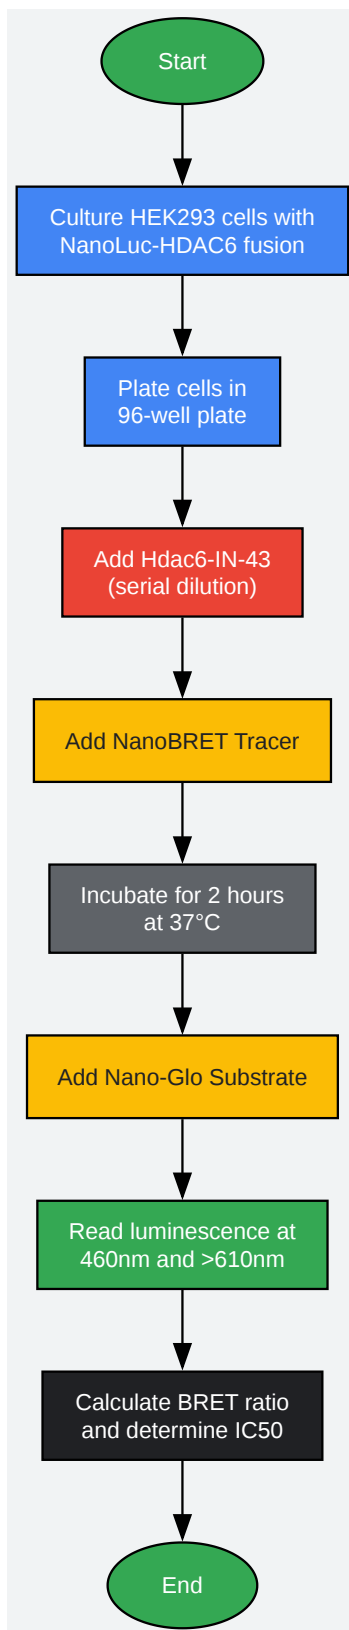 Start
Culture HEK293 cells with
NanoLuc-HDAC6 fusion
Plate cells in
96-well plate
Add Hdac6-IN-43
(serial dilution)
Add NanoBRET Tracer
Incubate for 2 hours
at 37°C
Add Nano-Glo Substrate
Read luminescence at
460nm and >610nm
Calculate BRET ratio
and determine IC50
End